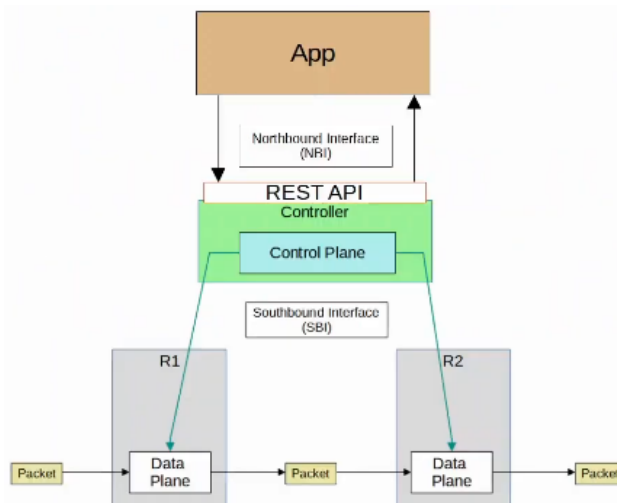 App
Northbound Interface
(NBI)
REST API
Controller
Control Plane
Southbound Interface
(SBI)
R1
R2
Packet
Data
Plane
Packet
Data
Plane
Packet